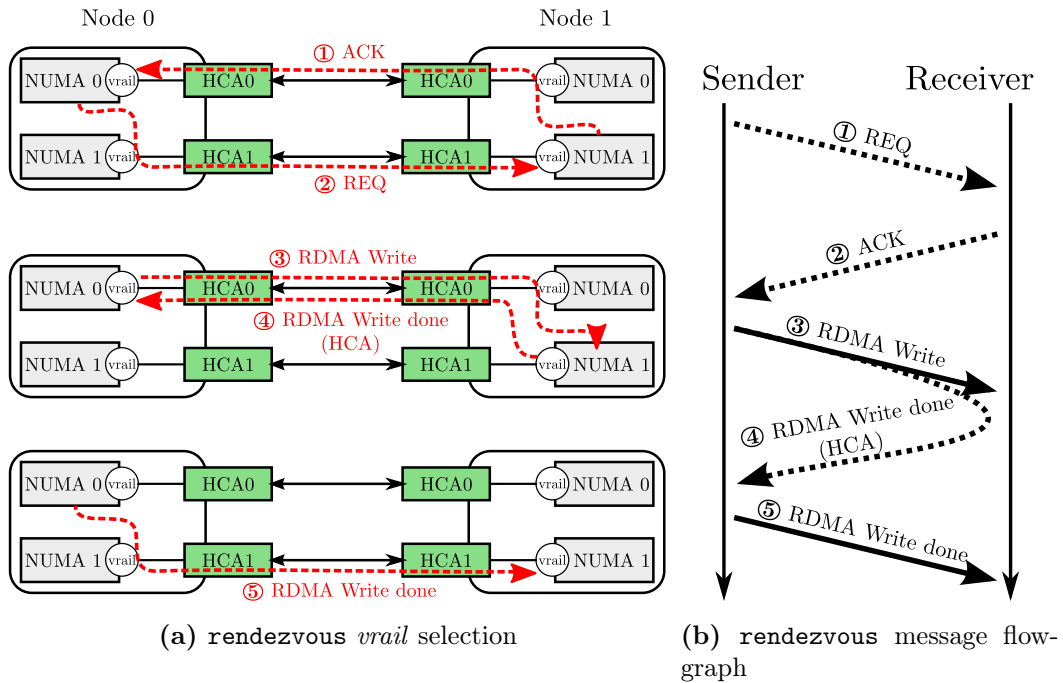 Node 0
Node 1
① ACK
NUMA 0
vrail
HCA0
HCA0
vrail
NUMA 0
NUMA 1
vrail
HCA1
HCA1
vrail
NUMA 1
② REQ
③ RDMA Write
NUMA 0
vrail
HCA0
HCA0
vrail
NUMA 0
④ RDMA Write done
(HCA)
NUMA 1
vrail
HCA1
HCA1
vrail
NUMA 1
NUMA 0
vrail
HCA0
HCA0
vrail
NUMA 0
NUMA 1
vrail
HCA1
HCA1
vrail
NUMA 1
⑤ RDMA Write done
(a) rendezvous vrail selection
Sender
Receiver
① REQ
② ACK
③ RDMA Write
④ RDMA Write done
(HCA)
⑤ RDMA Write done
(b) rendezvous message flow-
graph